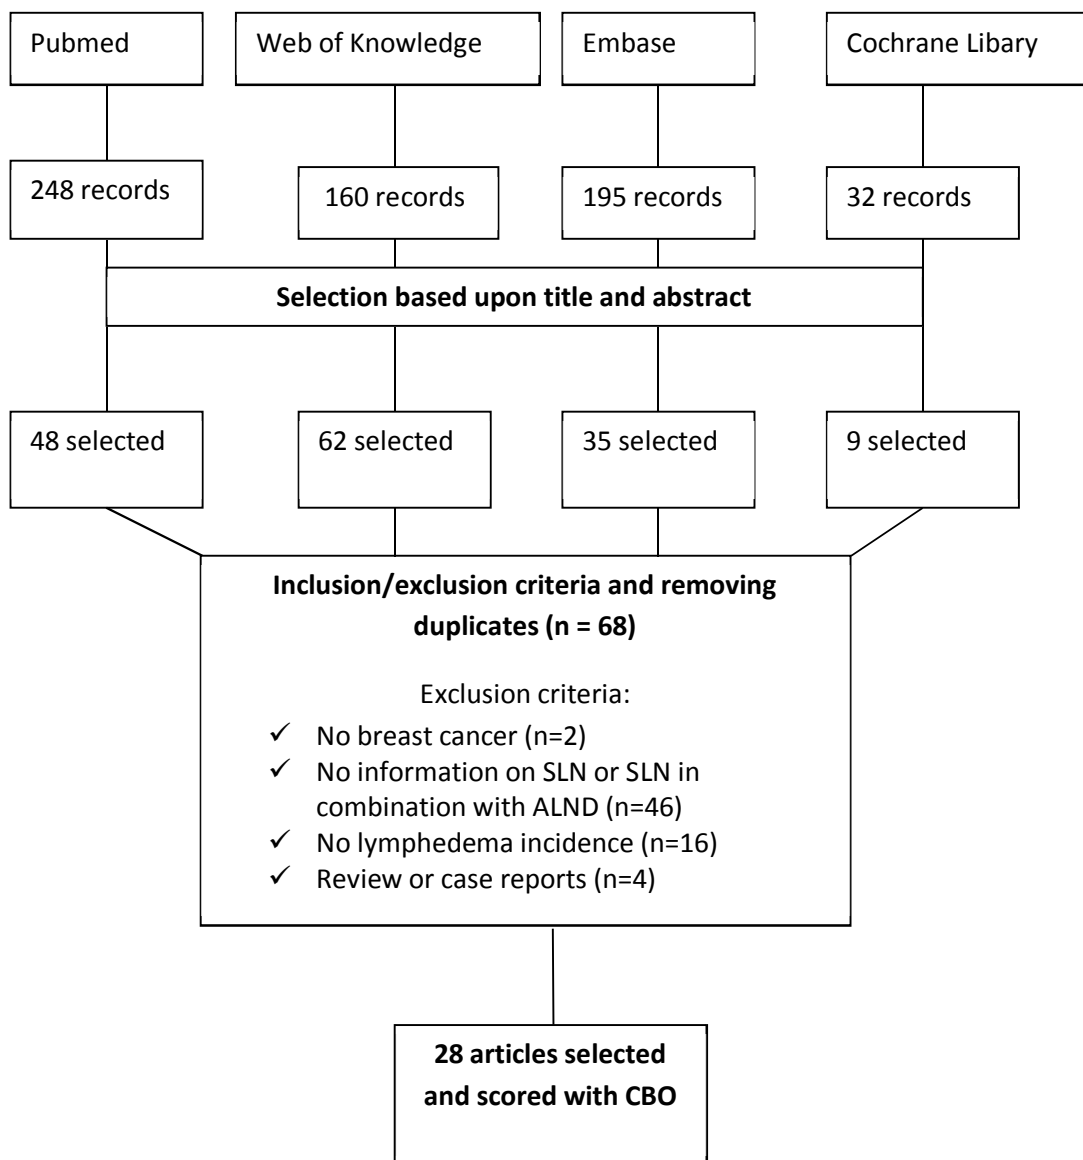 Pubmed
Web of Knowledge
Embase
Cochrane Libary
248 records
160 records
195 records
32 records
Selection based upon title and abstract
48 selected
62 selected
35 selected
9 selected
Inclusion/exclusion criteria and removing
duplicates (n = 68)
Exclusion criteria:
✓ No breast cancer (n=2)
✓ No information on SLN or SLN in
combination with ALND (n=46)
✓ No lymphedema incidence (n=16)
✓ Review or case reports (n=4)
28 articles selected
and scored with CBO